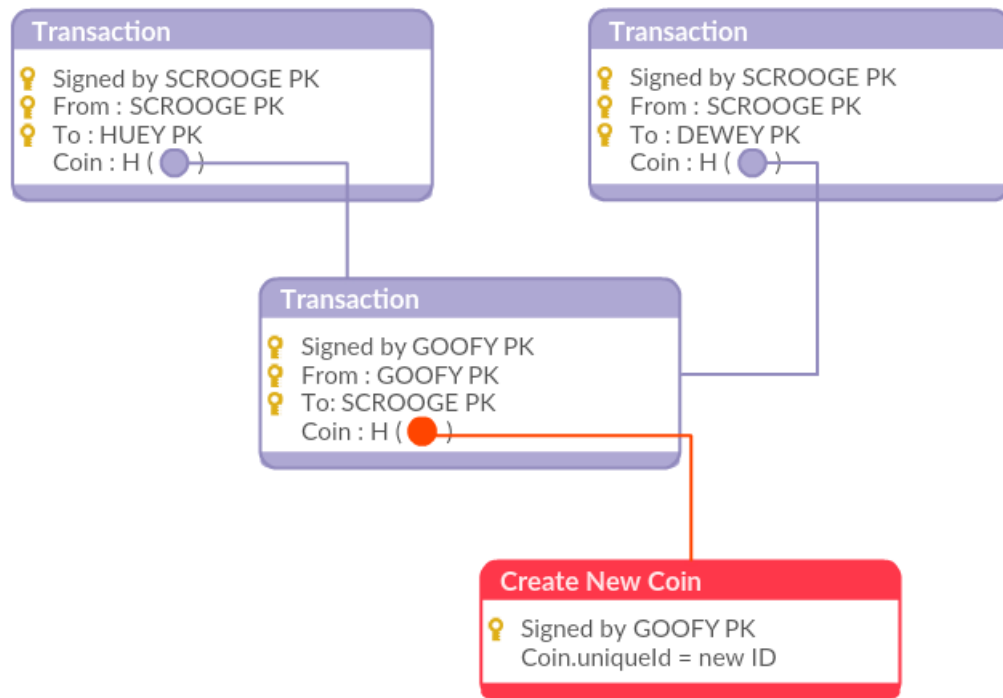 Transaction
Signed by SCROOGE PK
From : SCROOGE PK
To : HUEY PK
Coin : H ( )
Transaction
Signed by SCROOGE PK
From : SCROOGE PK
To : DEWEY PK
Coin : H ( )
Transaction
Signed by GOOFY PK
From : GOOFY PK
To: SCROOGE PK
Coin : H ( )
Create New Coin
Signed by GOOFY PK
Coin.uniqueId = new ID